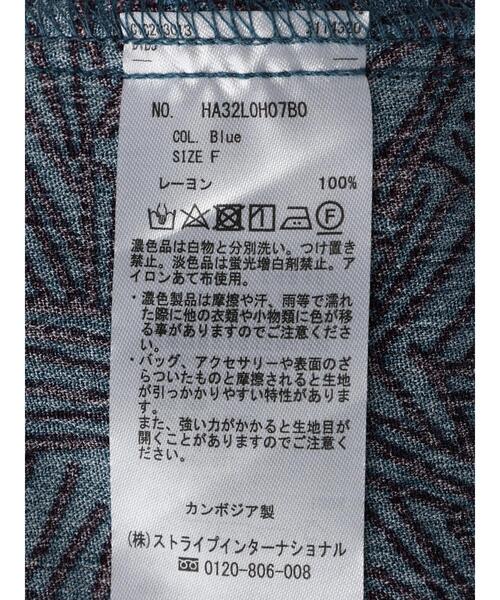 NO. HA32L0H07B0
COL. Blue
SIZE F
レーヨン 100%
濃色品は白物と分別洗い。つけ置き
禁止。淡色品は蛍光増白剤禁止。ア
イロンあて布使用。
・濃色製品は摩擦や汗、雨等で濡れ
た際に他の衣類や小物類に色が移
る事がありますのでご注意くださ
い。
・バッグ、アクセサリーや表面のざ
らついたものと摩擦されると生地
が引っかかりやすい特性がありま
す。
また、強い力がかかると生地目が
開くことがありますのでご注意く
ださい。
カンボジア製
(株)ストライプインターナショナル
0120-806-008